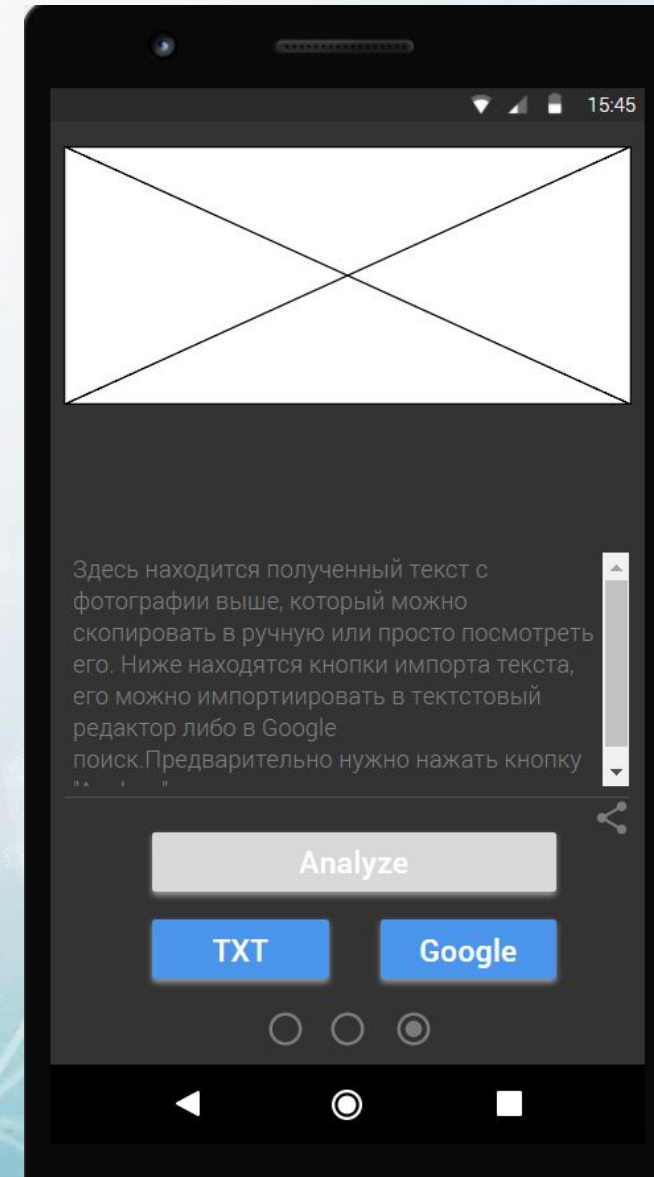 15:45
Здесь находится полученный текст с
фотографии выше, который можно
скопировать в ручную или просто посмотреть
его. Ниже находятся кнопки импорта текста,
его можно импортиировать в тектстовый
редактор либо в Google
поиск.Предварительно нужно нажать кнопку
Analyze
TXT
Google